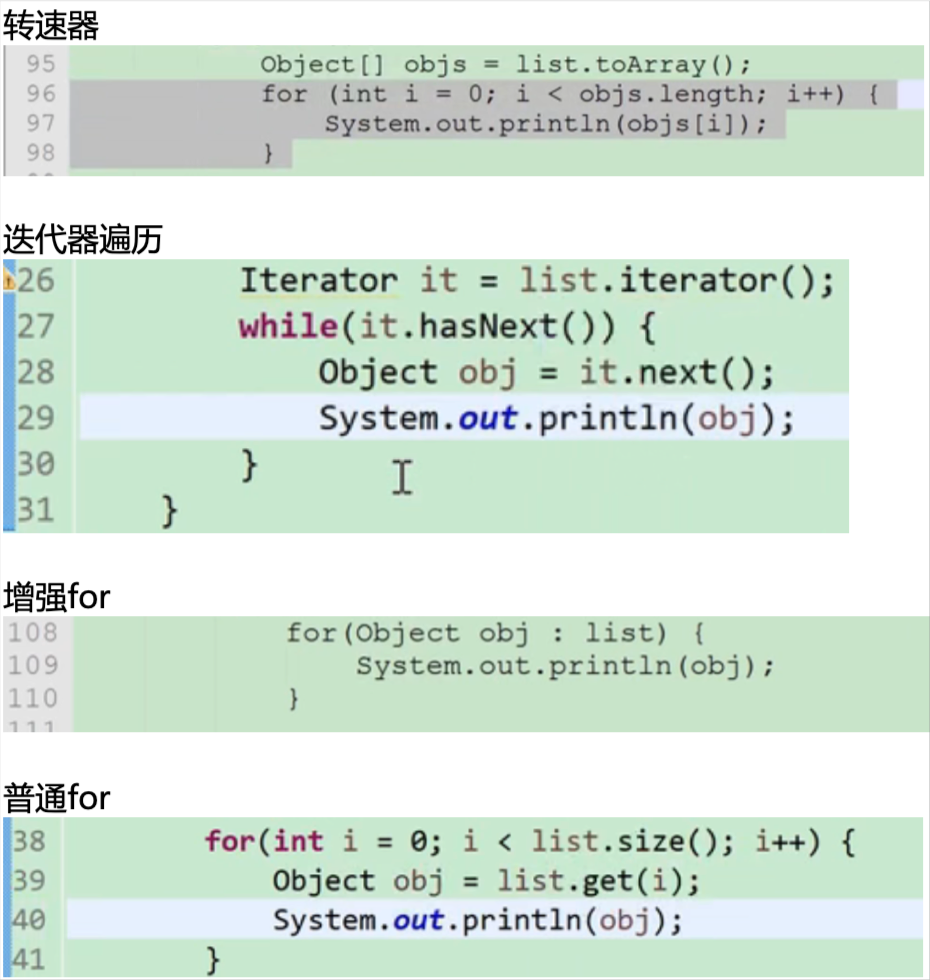 转速器
95 Object[] objs = list.toArray();
96 for (int i = 0; i < objs.length; i++) {
97 System.out.println(objs[i]);
98 }
迭代器遍历
26 Iterator it = list.iterator();
27 while(it.hasNext()) {
28 Object obj = it.next();
29 System.out.println(obj);
30 }
31 }
增强for
108 for(Object obj : list) {
109 System.out.println(obj);
110 }
111
普通for
38 for(int i = 0; i < list.size(); i++) {
39 Object obj = list.get(i);
40 System.out.println(obj);
41 }